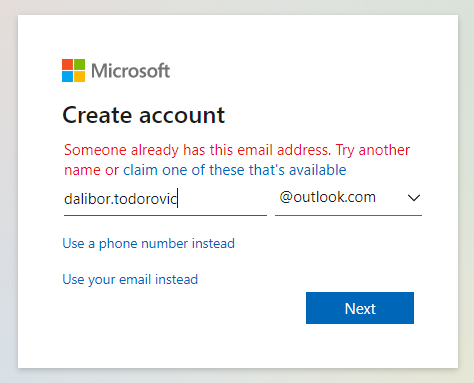 Microsoft
Create account
Someone already has this email address. Try another
name or claim one of these that's available
dalibor.todorovic
@outlook.com
Use a phone number instead
Use your email instead
Next